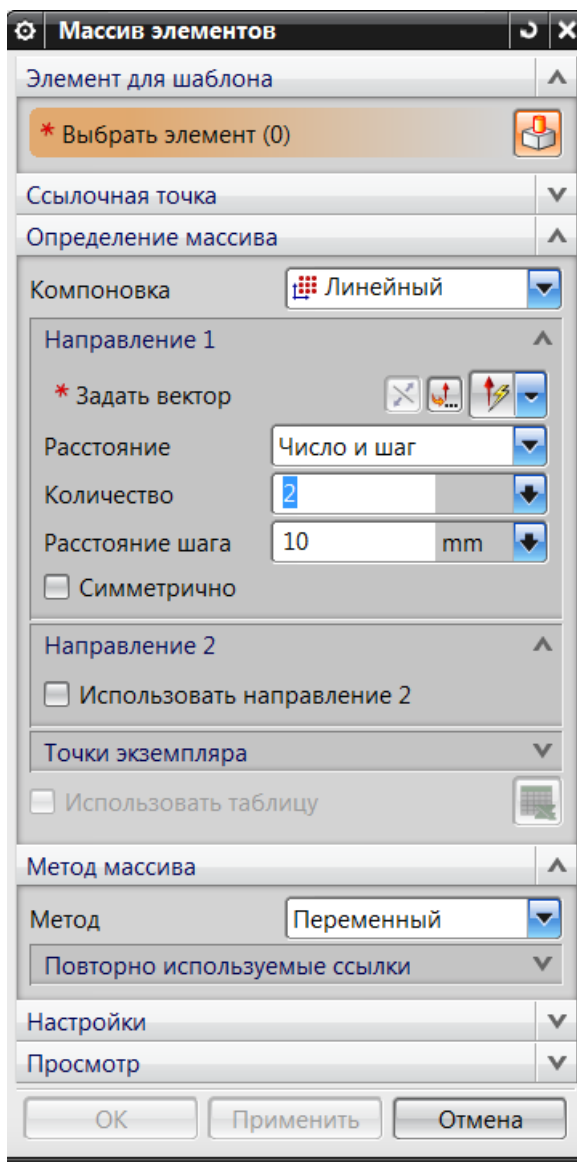 Массив элементов
Элемент для шаблона
* Выбрать элемент (0)
Ссылочная точка
Определение массива
Компоновка Линейный
Направление 1
* Задать вектор
Расстояние Число и шаг
Количество 2
Расстояние шага 10 mm
Симметрично
Направление 2
Использовать направление 2
Точки экземпляра
Использовать таблицу
Метод массива
Метод Переменный
Повторно используемые ссылки
Настройки
Просмотр
ОК Применить Отмена